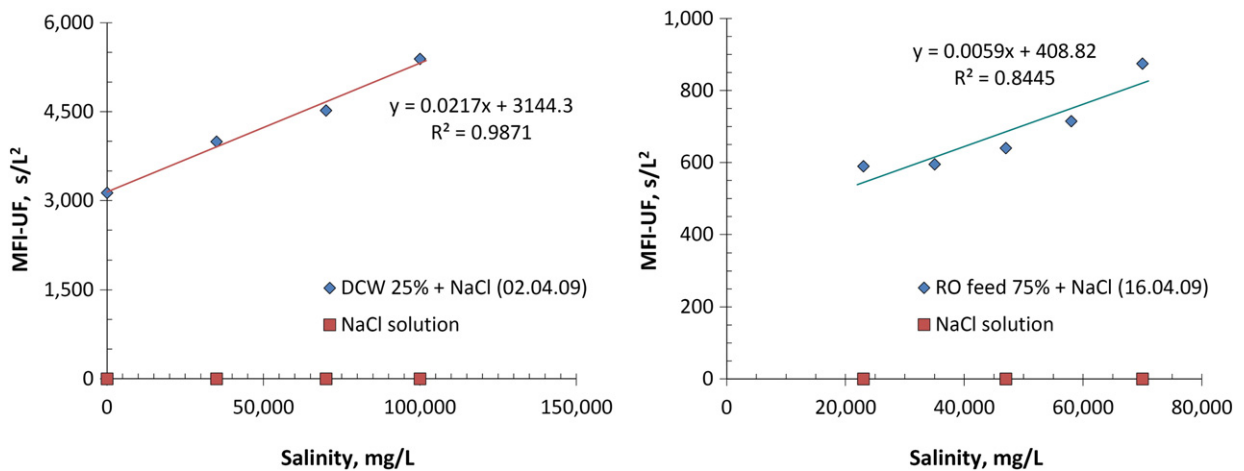 6,000
4,500
3,000
1,500
0
MFI-UF, s/L²
y = 0.0217x + 3144.3
R² = 0.9871
DCW 25% + NaCl (02.04.09)
NaCl solution
0
50,000
100,000
150,000
Salinity, mg/L
1,000
800
600
400
200
0
MFI-UF, s/L²
y = 0.0059x + 408.82
R² = 0.8445
RO feed 75% + NaCl (16.04.09)
NaCl solution
0
20,000
40,000
60,000
80,000
Salinity, mg/L